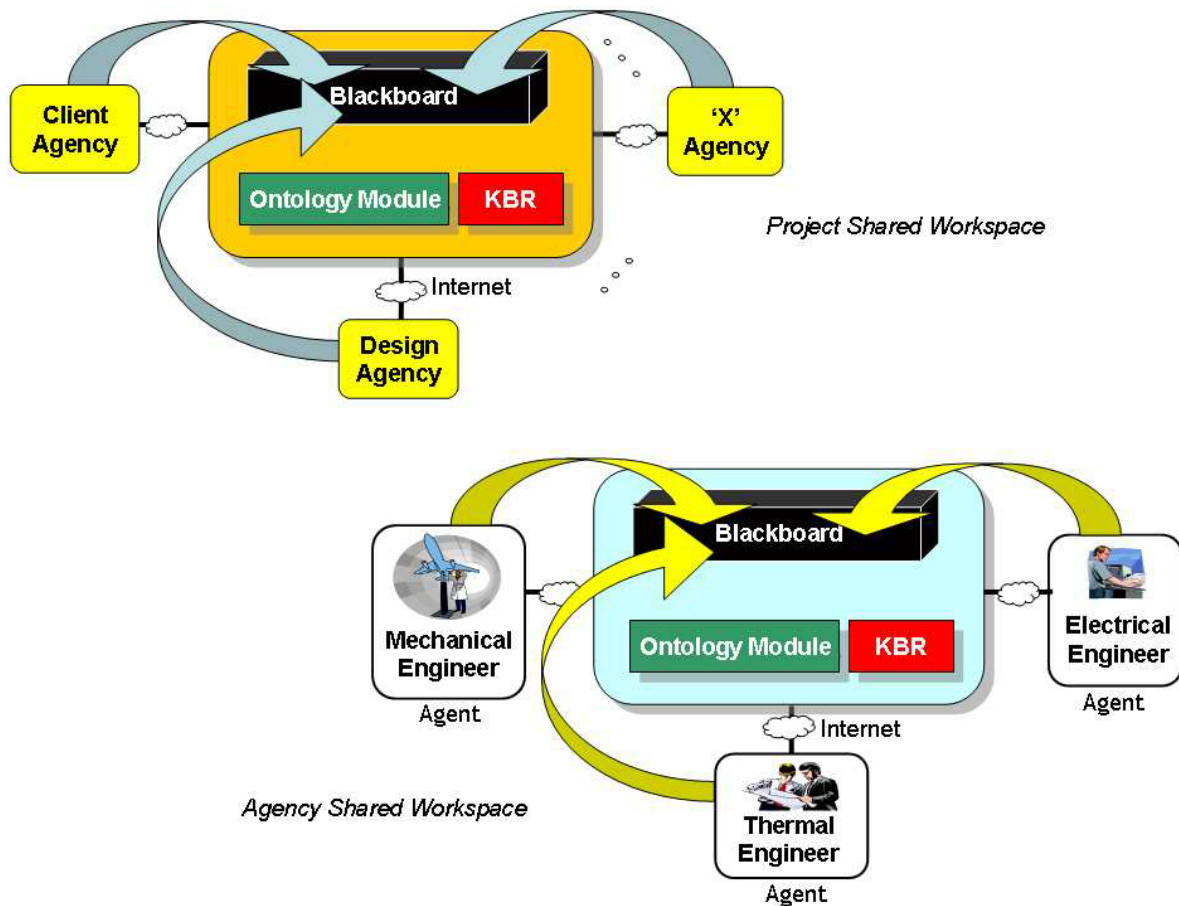 Blackboard
Client
Agency
'X'
Agency
Ontology Module
KBR
Project Shared Workspace
Internet
Design
Agency
Blackboard
Mechanical
Engineer
Agent
Ontology Module
KBR
Electrical
Engineer
Agent
Internet
Agency Shared Workspace
Thermal
Engineer
Agent